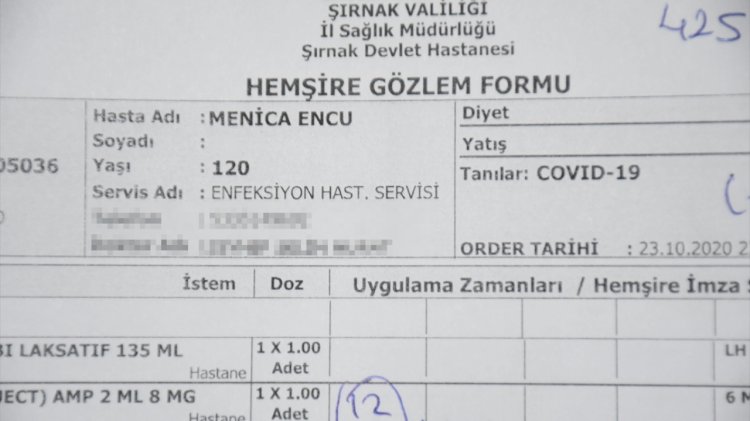 ŞIRNAK VALİLİĞİ
İl Sağlık Müdürlüğü
Şırnak Devlet Hastanesi
425
HEMŞİRE GÖZLEM FORMU
05036
Hasta Adı : MENİCA ENCU
Soyadı :
Yaşı : 120
Servis Adı : ENFEKSİYON HAST. SERVİSİ
Diyet
Yatış
Tanılar: COVID-19
ORDER TARİHİ : 23.10.2020 2
İstem Doz Uygulama Zamanları / Hemşire İmza S
BI LAKSATIF 135 ML 1 X 1.00 LH
Hastane Adet
JECT) AMP 2 ML 8 MG 1 X 1.00 12 6 M
Hastane Adet